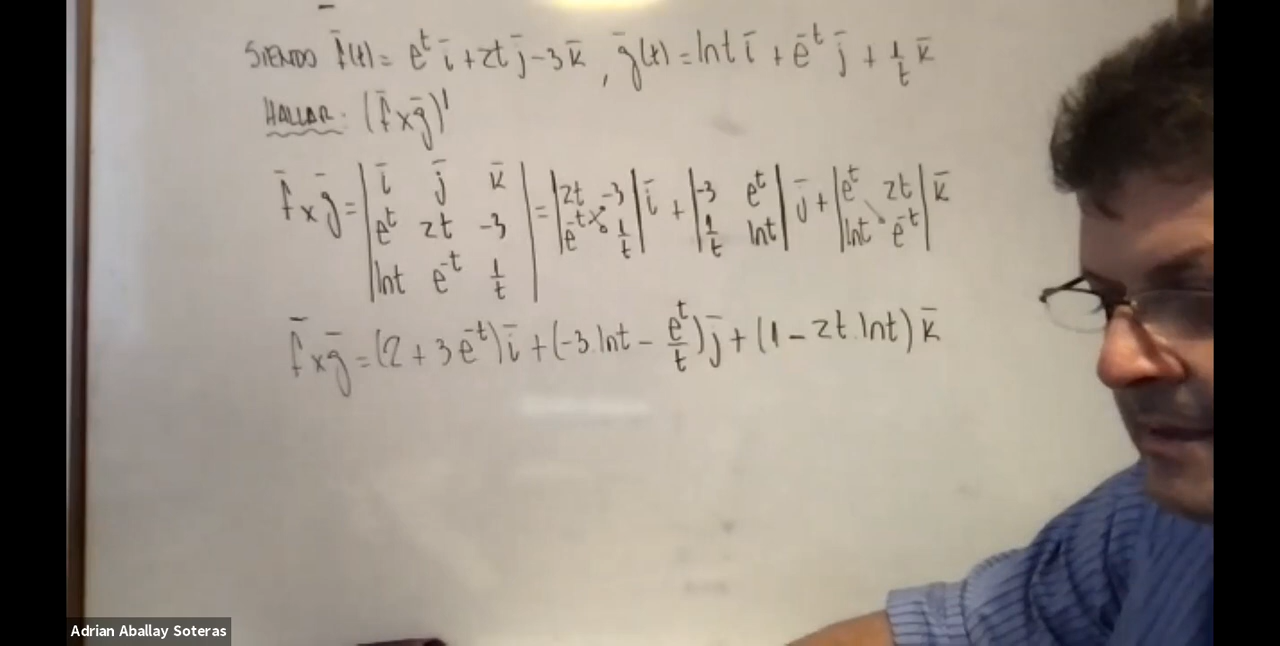 SIENDO f̄(t) = e^t ī + 2t j̄ - 3 k̄ , ḡ(t) = ln t ī + e^-t j̄ + 1/t k̄
HALLAR: (f̄ x ḡ)'
f̄ x ḡ = | ī j̄ k̄ ; e^t 2t -3 ; ln t e^-t 1/t | = | 2t -3 ; e^-t 1/t | ī + | -3 e^t ; 1/t ln t | j̄ + | e^t 2t ; ln t e^-t | k̄
f̄ x ḡ = (2 + 3e^-t) ī + (-3.ln t - e^t/t) j̄ + (1 - 2t.ln t) k̄
Adrian Aballay Soteras